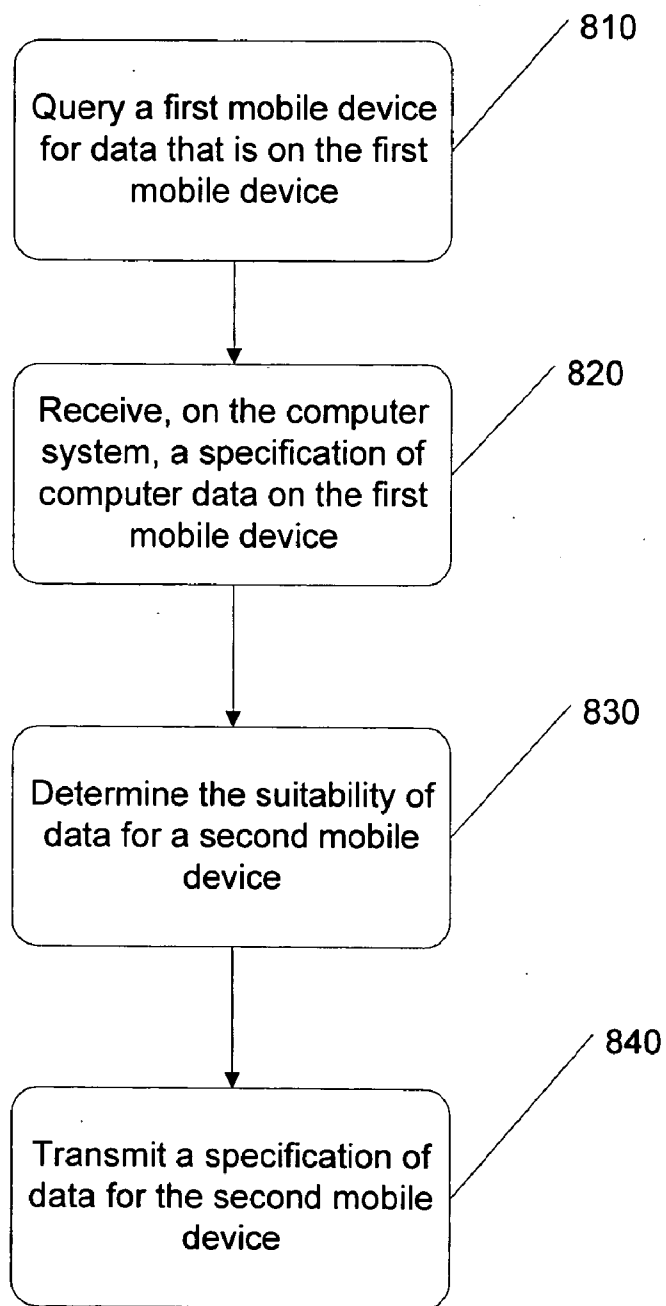 810
Query a first mobile device
for data that is on the first
mobile device
820
Receive, on the computer
system, a specification of
computer data on the first
mobile device
830
Determine the suitability of
data for a second mobile
device
840
Transmit a specification of
data for the second mobile
device